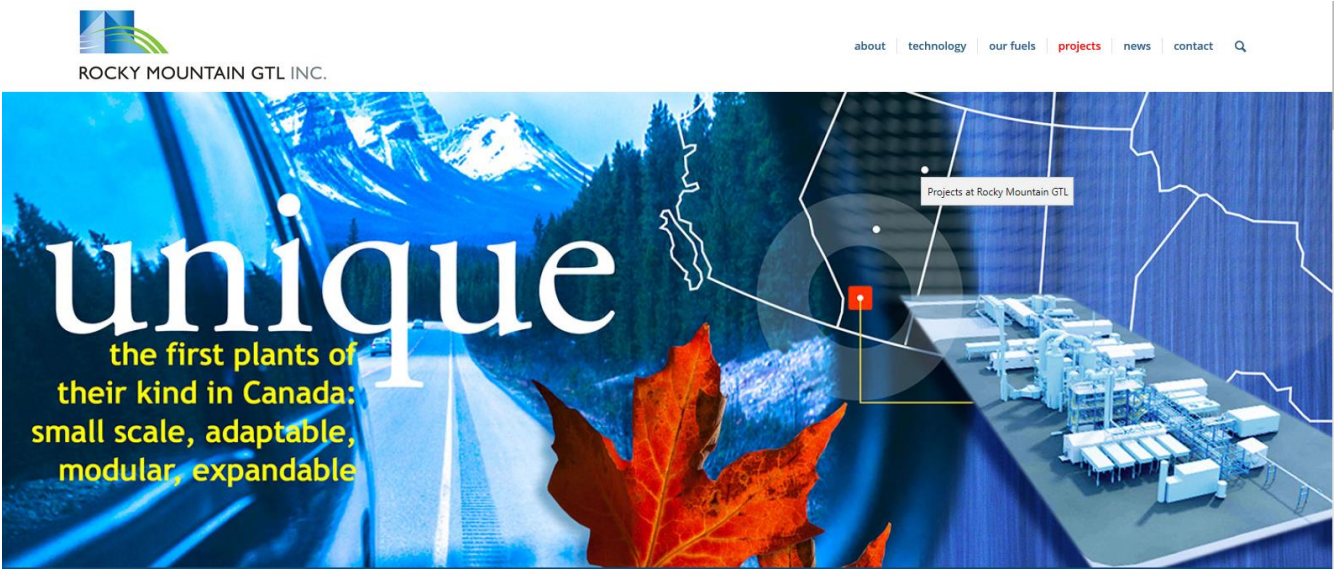 ROCKY MOUNTAIN GTL INC.
about
technology
our fuels
projects
news
contact
Projects at Rocky Mountain GTL
unique
the first plants of
their kind in Canada:
small scale, adaptable,
modular, expandable